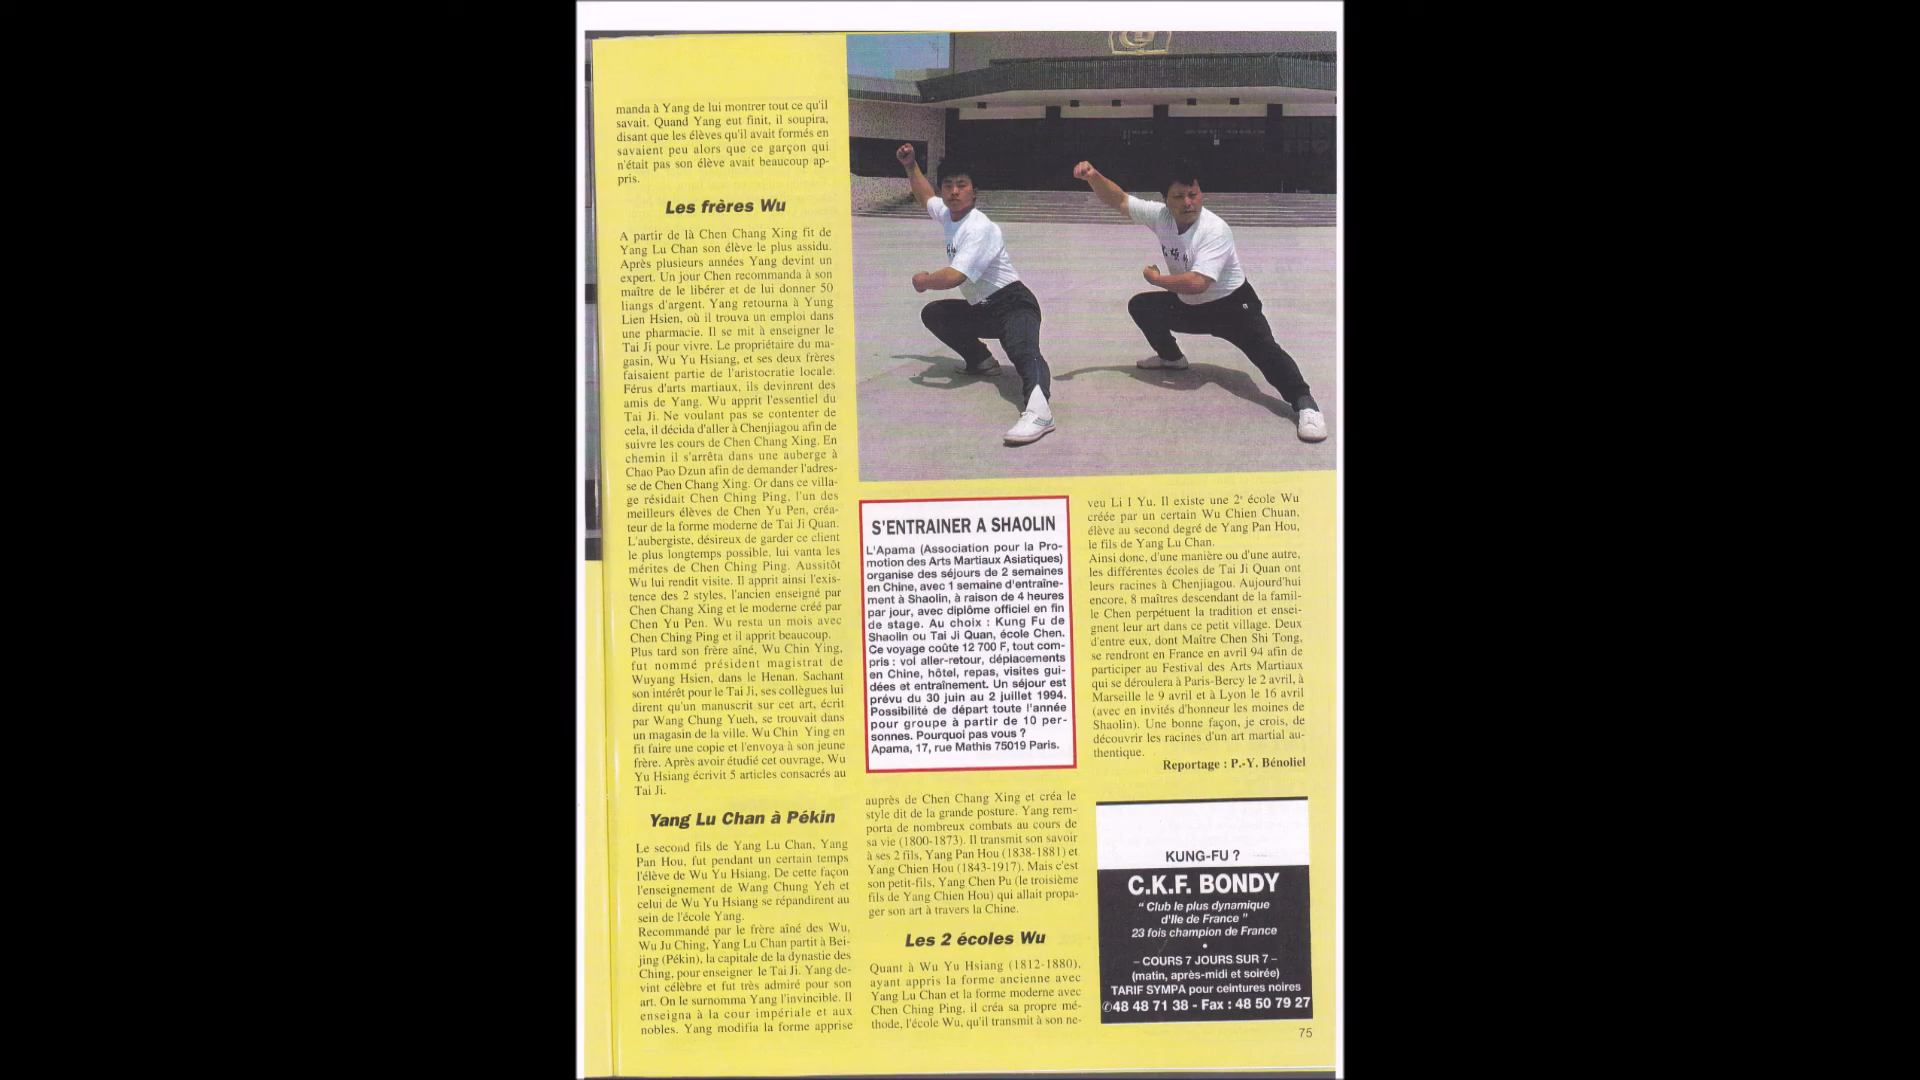 manda à Yang de lui montrer tout ce qu'il
savait. Quand Yang eut finit, il soupira,
disant que les élèves qu'il avait formés en
savaient peu alors que ce garçon qui
n'était pas son élève avait beaucoup ap-
pris.
Les frères Wu
A partir de là Chen Chang Xing fit de
Yang Lu Chan son élève le plus assidu.
Après plusieurs années Yang devint un
expert. Un jour Chen recommanda à son
maître de le libérer et de lui donner 50
liangs d'argent. Yang retourna à Yung
Lien Hsien, où il trouva un emploi dans
une pharmacie. Il se mit à enseigner le
Tai Ji pour vivre. Le propriétaire du ma-
gasin, Wu Yu Hsiang, et ses deux frères
faisaient partie de l'aristocratie locale.
Férus d'arts martiaux, ils devinrent des
amis de Yang. Wu apprit l'essentiel du
Tai Ji. Ne voulant pas se contenter de
cela, il décida d'aller à Chenjiagou afin de
suivre les cours de Chen Chang Xing. En
chemin il s'arrêta dans une auberge à
Chao Pao Dzun afin de demander l'adres-
se de Chen Chang Xing. Or dans ce villa-
ge résidait Chen Ching Ping, l'un des
meilleurs élèves de Chen Yu Pen, créa-
teur de la forme moderne de Tai Ji Quan.
L'aubergiste, désireux de garder ce client
le plus longtemps possible, lui vanta les
mérites de Chen Ching Ping. Aussitôt
Wu lui rendit visite. Il apprit ainsi l'exis-
tence des 2 styles, l'ancien enseigné par
Chen Chang Xing et le moderne créé par
Chen Yu Pen. Wu resta un mois avec
Chen Ching Ping et il apprit beaucoup.
Plus tard son frère aîné, Wu Chin Ying,
fut nommé président magistrat de
Wuyang Hsien, dans le Henan. Sachant
son intérêt pour le Tai Ji, ses collègues lui
dirent qu'un manuscrit sur cet art, écrit
par Wang Chung Yueh, se trouvait dans
un magasin de la ville. Wu Chin Ying en
fit faire une copie et l'envoya à son jeune
frère. Après avoir étudié cet ouvrage, Wu
Yu Hsiang écrivit 5 articles consacrés au
Tai Ji.
Yang Lu Chan à Pékin
Le second fils de Yang Lu Chan, Yang
Pan Hou, fut pendant un certain temps
l'élève de Wu Yu Hsiang. De cette façon
l'enseignement de Wang Chung Yeh et
celui de Wu Yu Hsiang se répandirent au
sein de l'école Yang.
Recommandé par le frère aîné des Wu,
Wu Ju Ching, Yang Lu Chan partit à Bei-
jing (Pékin), la capitale de la dynastie des
Ching, pour enseigner le Tai Ji. Yang de-
vint célèbre et fut très admiré pour son
art. On le surnomma Yang l'invincible. Il
enseigna à la cour impériale et aux
nobles. Yang modifia la forme apprise
S'ENTRAINER A SHAOLIN
L'Apama (Association pour la Pro-
motion des Arts Martiaux Asiatiques)
organise des séjours de 2 semaines
en Chine, avec 1 semaine d'entraîne-
ment à Shaolin, à raison de 4 heures
par jour, avec diplôme officiel en fin
de stage. Au choix : Kung Fu de
Shaolin ou Tai Ji Quan, école Chen.
Ce voyage coûte 12 700 F, tout com-
pris : vol aller-retour, déplacements
en Chine, hôtel, repas, visites gui-
dées et entraînement. Un séjour est
prévu du 30 juin au 2 juillet 1994.
Possibilité de départ toute l'année
pour groupe à partir de 10 per-
sonnes. Pourquoi pas vous ?
Apama, 17, rue Mathis 75019 Paris.
auprès de Chen Chang Xing et créa le
style dit de la grande posture. Yang rem-
porta de nombreux combats au cours de
sa vie (1800-1873). Il transmit son savoir
à ses 2 fils, Yang Pan Hou (1838-1881) et
Yang Chien Hou (1843-1917). Mais c'est
son petit-fils, Yang Chen Pu (le troisième
fils de Yang Chien Hou) qui allait propa-
ger son art à travers la Chine.
Les 2 écoles Wu
Quant à Wu Yu Hsiang (1812-1880),
ayant appris la forme ancienne avec
Yang Lu Chan et la forme moderne avec
Chen Ching Ping, il créa sa propre mé-
thode, l'école Wu, qu'il transmit à son ne-
veu Li I Yu. Il existe une 2e école Wu
créée par un certain Wu Chien Chuan,
élève au second degré de Yang Pan Hou,
le fils de Yang Lu Chan.
Ainsi donc, d'une manière ou d'une autre,
les différentes écoles de Tai Ji Quan ont
leurs racines à Chenjiagou. Aujourd'hui
encore, 8 maîtres descendant de la famil-
le Chen perpétuent la tradition et ensei-
gnent leur art dans ce petit village. Deux
d'entre eux, dont Maître Chen Shi Tong,
se rendront en France en avril 94 afin de
participer au Festival des Arts Martiaux
qui se déroulera à Paris-Bercy le 2 avril, à
Marseille le 9 avril et à Lyon le 16 avril
(avec en invités d'honneur les moines de
Shaolin). Une bonne façon, je crois, de
découvrir les racines d'un art martial au-
thentique.
Reportage : P.-Y. Bénoliel
KUNG-FU ?
C.K.F. BONDY
“ Club le plus dynamique
d'Ile de France ”
23 fois champion de France
•
– COURS 7 JOURS SUR 7 –
(matin, après-midi et soirée)
TARIF SYMPA pour ceintures noires
✆48 48 71 38 - Fax : 48 50 79 27
75